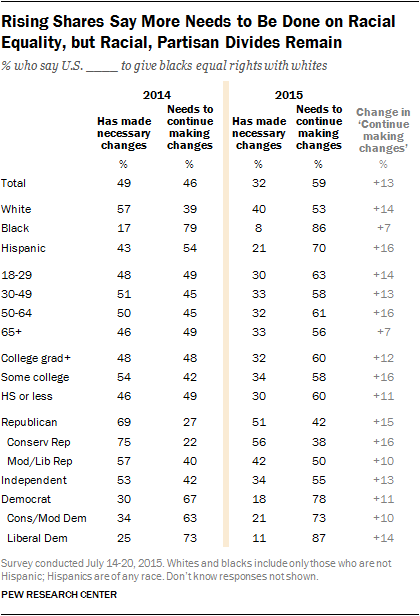 Rising Shares Say More Needs to Be Done on Racial
Equality, but Racial, Partisan Divides Remain
% who say U.S. _____ to give blacks equal rights with whites
2014 2015
Has made necessary changes Needs to continue making changes Has made necessary changes Needs to continue making changes Change in ‘Continue making changes’
% % % % %
Total 49 46 32 59 +13
White 57 39 40 53 +14
Black 17 79 8 86 +7
Hispanic 43 54 21 70 +16
18-29 48 49 30 63 +14
30-49 51 45 33 58 +13
50-64 50 45 32 61 +16
65+ 46 49 33 56 +7
College grad+ 48 48 32 60 +12
Some college 54 42 34 58 +16
HS or less 46 49 30 60 +11
Republican 69 27 51 42 +15
Conserv Rep 75 22 56 38 +16
Mod/Lib Rep 57 40 42 50 +10
Independent 53 42 34 55 +13
Democrat 30 67 18 78 +11
Cons/Mod Dem 34 63 21 73 +10
Liberal Dem 25 73 11 87 +14
Survey conducted July 14-20, 2015. Whites and blacks include only those who are not
Hispanic; Hispanics are of any race. Don’t know responses not shown.
PEW RESEARCH CENTER